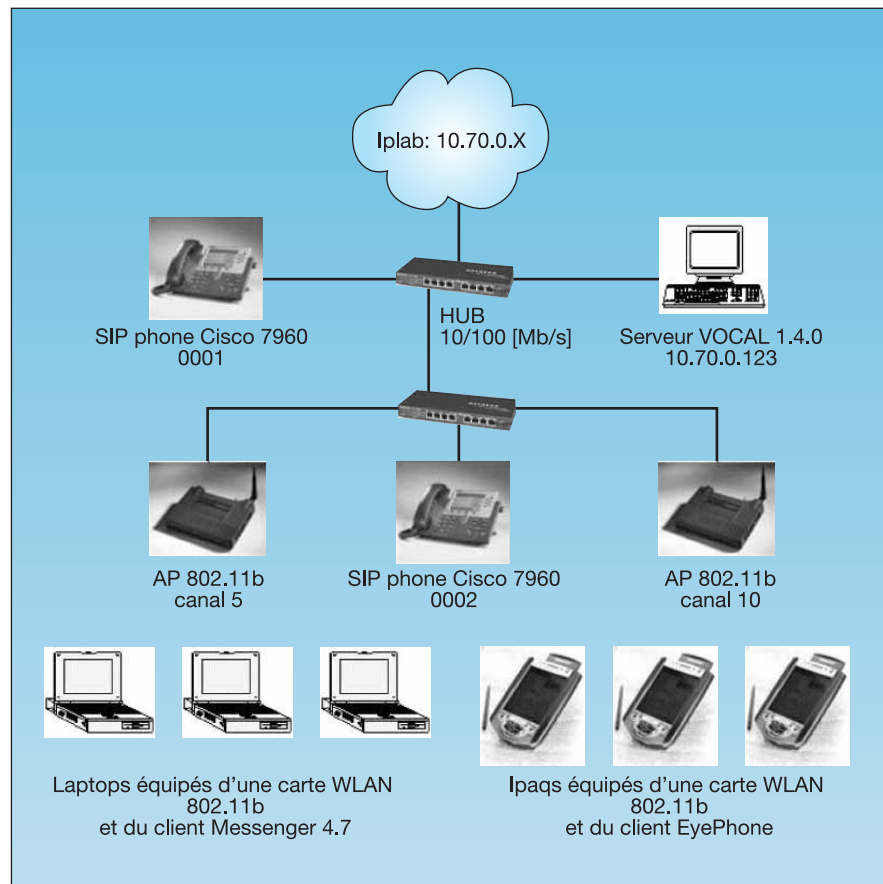 Iplab: 10.70.0.X
HUB
10/100 [Mb/s]
SIP phone Cisco 7960
0001
Serveur VOCAL 1.4.0
10.70.0.123
AP 802.11b
canal 5
SIP phone Cisco 7960
0002
AP 802.11b
canal 10
Laptops équipés d’une carte WLAN
802.11b
et du client Messenger 4.7
Ipaqs équipés d’une carte WLAN
802.11b
et du client EyePhone